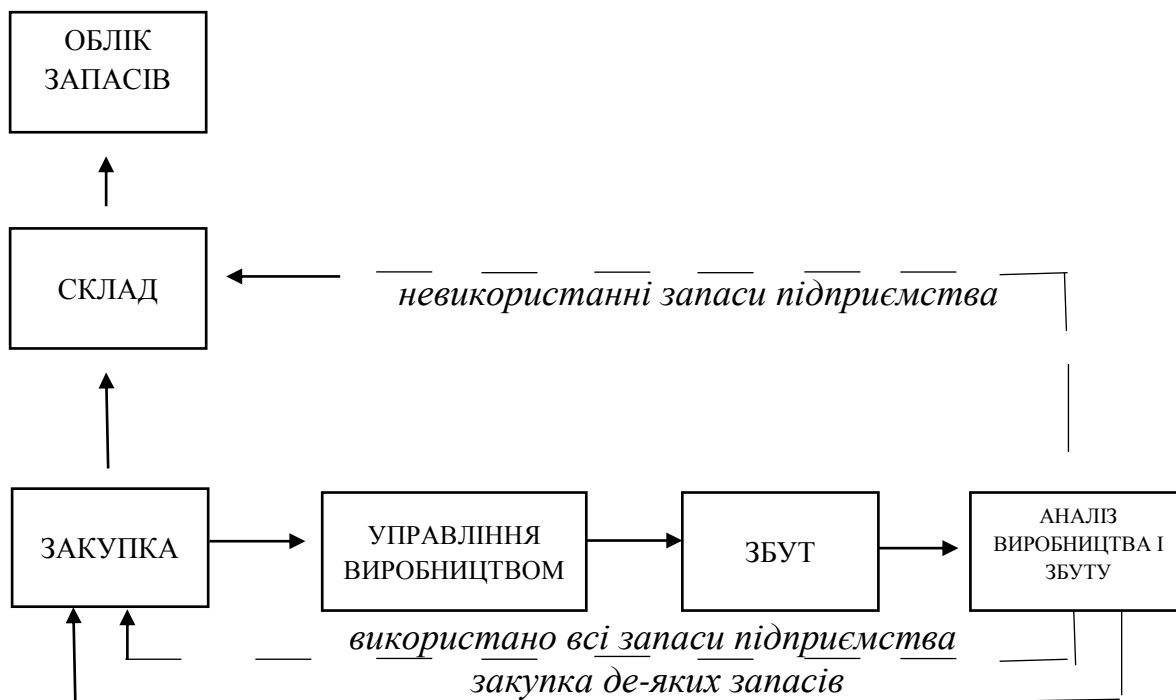 ОБЛІК
ЗАПАСІВ
СКЛАД
невикористанні запаси підприємства
ЗАКУПКА
УПРАВЛІННЯ
ВИРОБНИЦТВОМ
ЗБУТ
АНАЛІЗ
ВИРОБНИЦТВА І
ЗБУТУ
використано всі запаси підприємства
закупка де-яких запасів